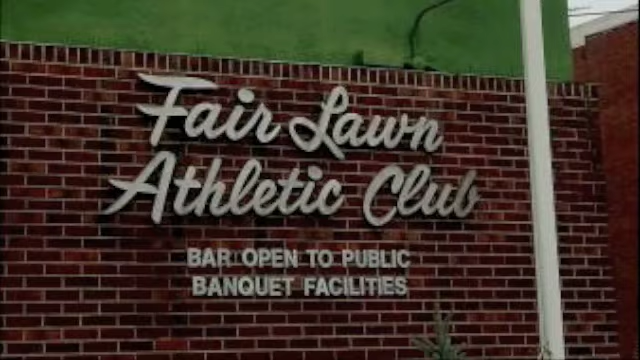 Fair Lawn
Athletic Club
BAR OPEN TO PUBLIC
BANQUET FACILITIES